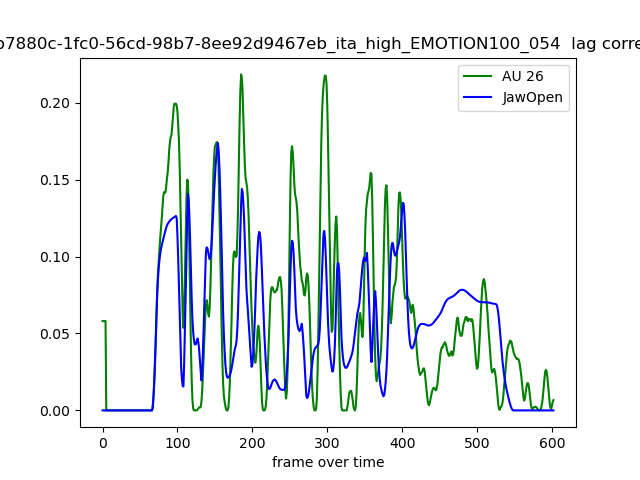 b7880c-1fc0-56cd-98b7-8ee92d9467eb_ita_high_EMOTION100_054 lag corre
AU 26
JawOpen
0.20
0.15
0.10
0.05
0.00
0 100 200 300 400 500 600
frame over time